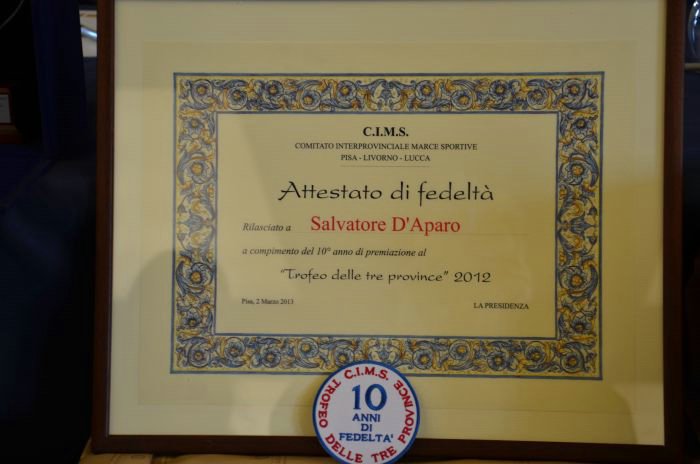 C.I.M.S.
COMITATO INTERPROVINCIALE MARCE SPORTIVE
PISA - LIVORNO - LUCCA
Attestato di fedeltà
Rilasciato a Salvatore D'Aparo
a compimento del 10° anno di premiazione al
"Trofeo delle tre province" 2012
Pisa, 2 Marzo 2013 LA PRESIDENZA
C.I.M.S.
10
ANNI
DI
FEDELTA'
TROFEO DELLE TRE PROVINCE